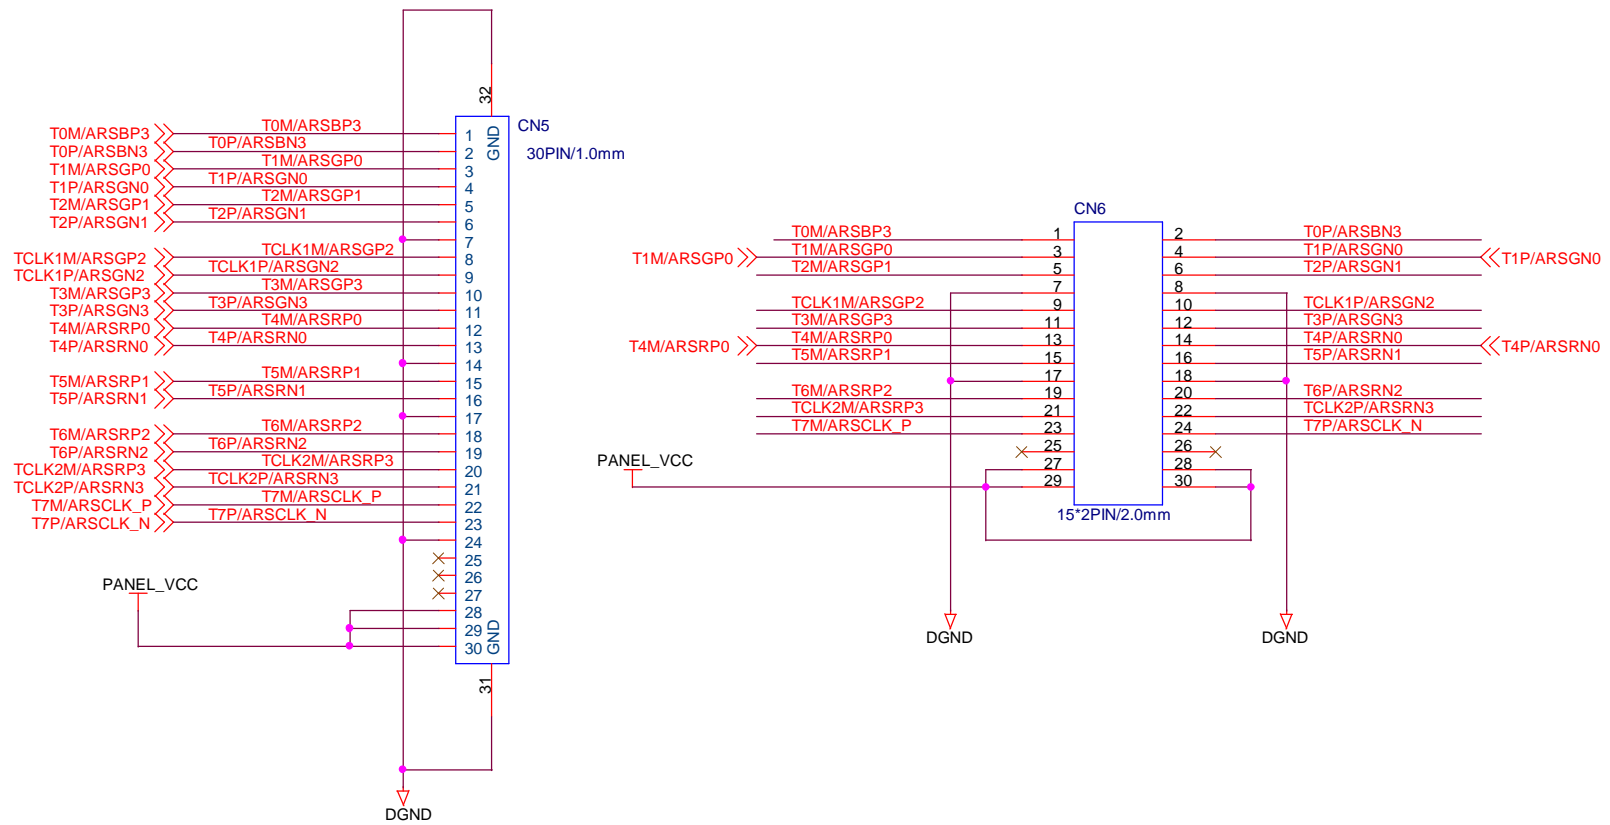 32
CN5
30PIN/1.0mm
GND
T0M/ARSBP3 T0M/ARSBP3 1
T0P/ARSBN3 T0P/ARSBN3 2
T1M/ARSGP0 T1M/ARSGP0 3
T1P/ARSGN0 T1P/ARSGN0 4
T2M/ARSGP1 T2M/ARSGP1 5
T2P/ARSGN1 T2P/ARSGN1 6
7
TCLK1M/ARSGP2 TCLK1M/ARSGP2 8
TCLK1P/ARSGN2 TCLK1P/ARSGN2 9
T3M/ARSGP3 T3M/ARSGP3 10
T3P/ARSGN3 T3P/ARSGN3 11
T4M/ARSRP0 T4M/ARSRP0 12
T4P/ARSRN0 T4P/ARSRN0 13
14
T5M/ARSRP1 T5M/ARSRP1 15
T5P/ARSRN1 T5P/ARSRN1 16
17
T6M/ARSRP2 T6M/ARSRP2 18
T6P/ARSRN2 T6P/ARSRN2 19
TCLK2M/ARSRP3 TCLK2M/ARSRP3 20
TCLK2P/ARSRN3 TCLK2P/ARSRN3 21
T7M/ARSCLK_P T7M/ARSCLK_P 22
T7P/ARSCLK_N T7P/ARSCLK_N 23
24
25
26
27
PANEL_VCC
28
29
30
GND
31
DGND
CN6
T0M/ARSBP3 1 2 T0P/ARSBN3
T1M/ARSGP0 T1M/ARSGP0 3 4 T1P/ARSGN0 T1P/ARSGN0
T2M/ARSGP1 5 6 T2P/ARSGN1
7 8
TCLK1M/ARSGP2 9 10 TCLK1P/ARSGN2
T3M/ARSGP3 11 12 T3P/ARSGN3
T4M/ARSRP0 T4M/ARSRP0 13 14 T4P/ARSRN0 T4P/ARSRN0
T5M/ARSRP1 15 16 T5P/ARSRN1
17 18
T6M/ARSRP2 19 20 T6P/ARSRN2
TCLK2M/ARSRP3 21 22 TCLK2P/ARSRN3
T7M/ARSCLK_P 23 24 T7P/ARSCLK_N
25 26
PANEL_VCC 27 28
29 30
15*2PIN/2.0mm
DGND
DGND